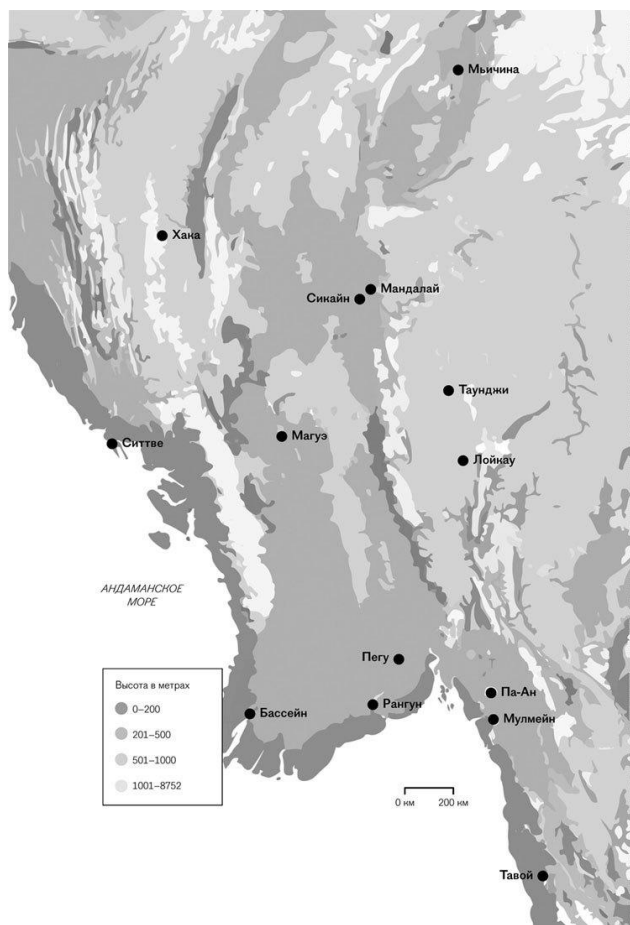 Мьичина
Хака
Мандалай
Сикайн
Таунджи
Магуэ
Ситтве
Лойкау
АНДАМАНСКОЕ
МОРЕ
Пегу
Высота в метрах
0–200
201–500
501–1000
1001–8752
Па-Ан
Рангун
Бассейн
Мулмейн
0 км
200 км
Тавой